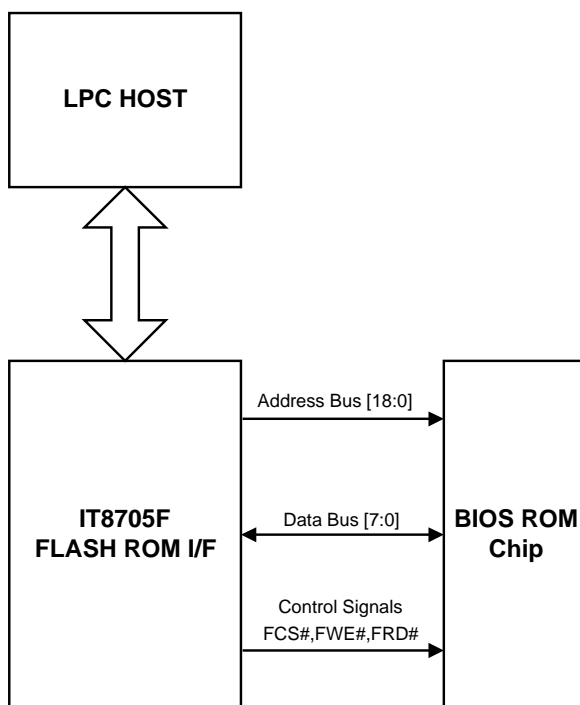 LPC HOST
Address Bus [18:0]
IT8705F
FLASH ROM I/F
Data Bus [7:0]
BIOS ROM
Chip
Control Signals
FCS#,FWE#,FRD#